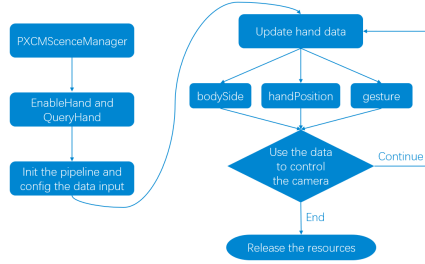 PXCMScenceManager
EnableHand and
QueryHand
Init the pipeline and
config the data input
Update hand data
bodySide
handPosition
gesture
Use the data
to control
the camera
Continue
End
Release the resources